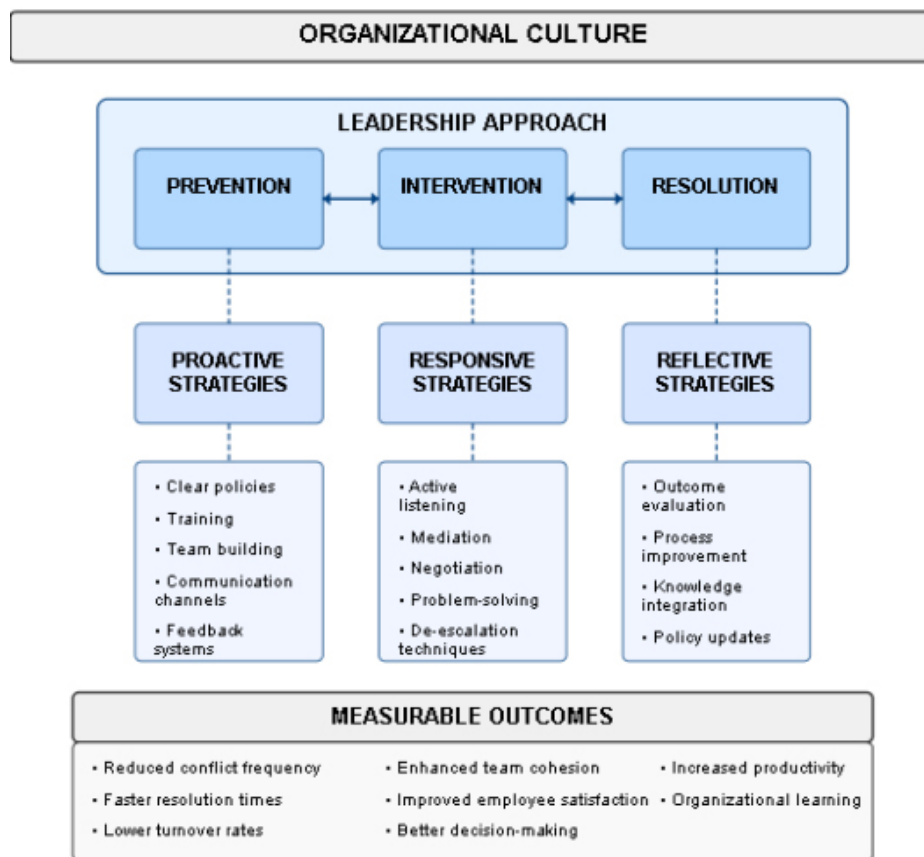 ORGANIZATIONAL CULTURE
LEADERSHIP APPROACH
PREVENTION
INTERVENTION
RESOLUTION
PROACTIVE
STRATEGIES
RESPONSIVE
STRATEGIES
REFLECTIVE
STRATEGIES
• Clear policies
• Training
• Team building
• Communication
channels
• Feedback
systems
• Active
listening
• Mediation
• Negotiation
• Problem-solving
• De-escalation
techniques
• Outcome
evaluation
• Process
improvement
• Knowledge
integration
• Policy updates
MEASURABLE OUTCOMES
• Reduced conflict frequency
• Faster resolution times
• Lower turnover rates
• Enhanced team cohesion
• Improved employee satisfaction
• Better decision-making
• Increased productivity
• Organizational learning